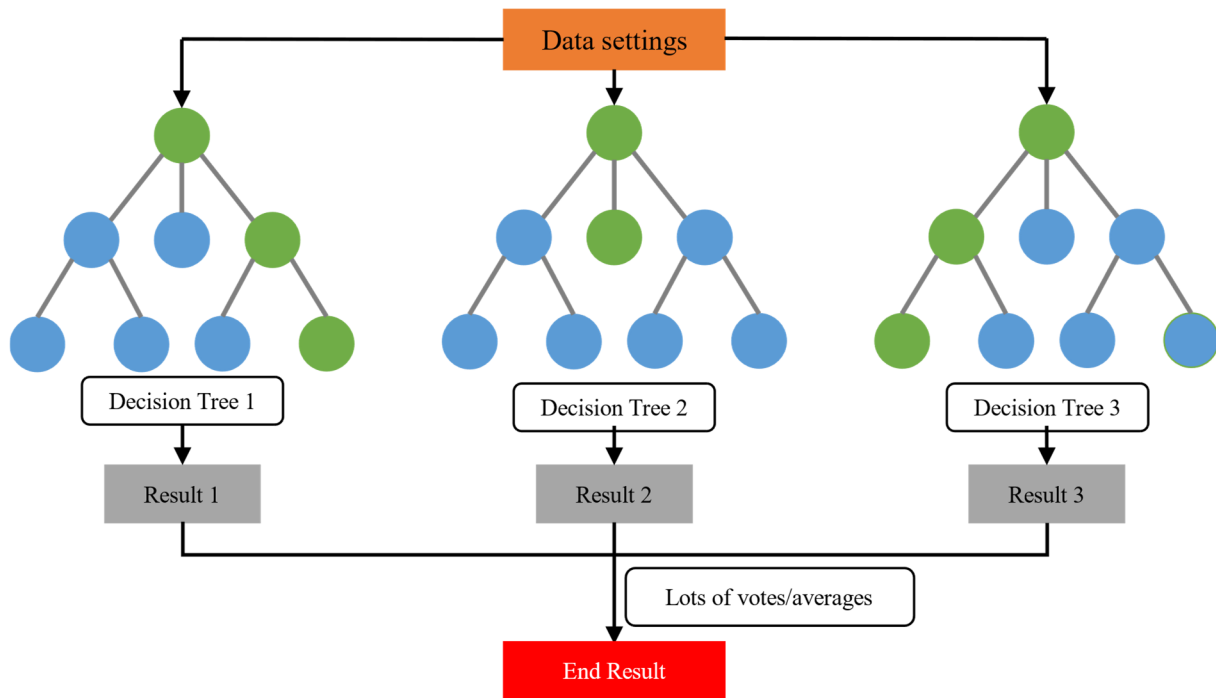 Data settings
Decision Tree 1
Decision Tree 2
Decision Tree 3
Result 1
Result 2
Result 3
Lots of votes/averages
End Result